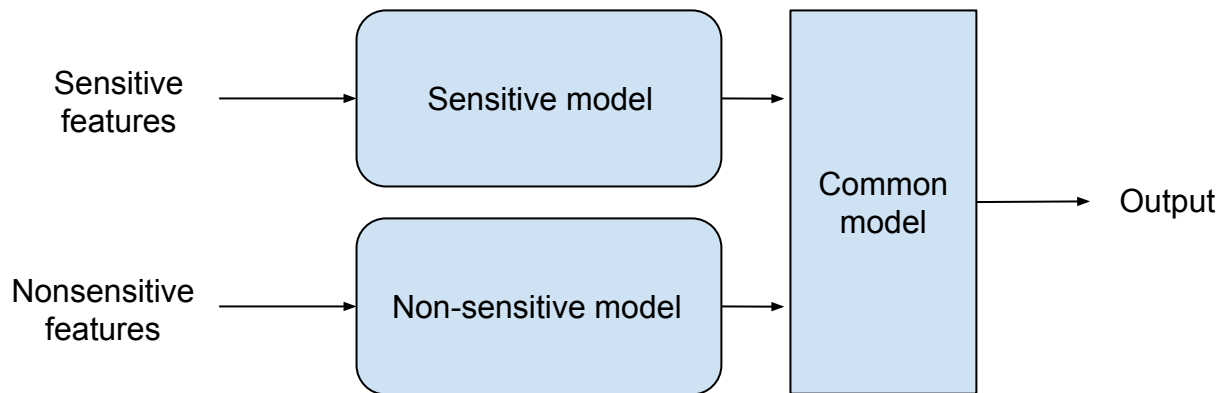 Sensitive
features
Sensitive model
Common
model
Output
Nonsensitive
features
Non-sensitive model